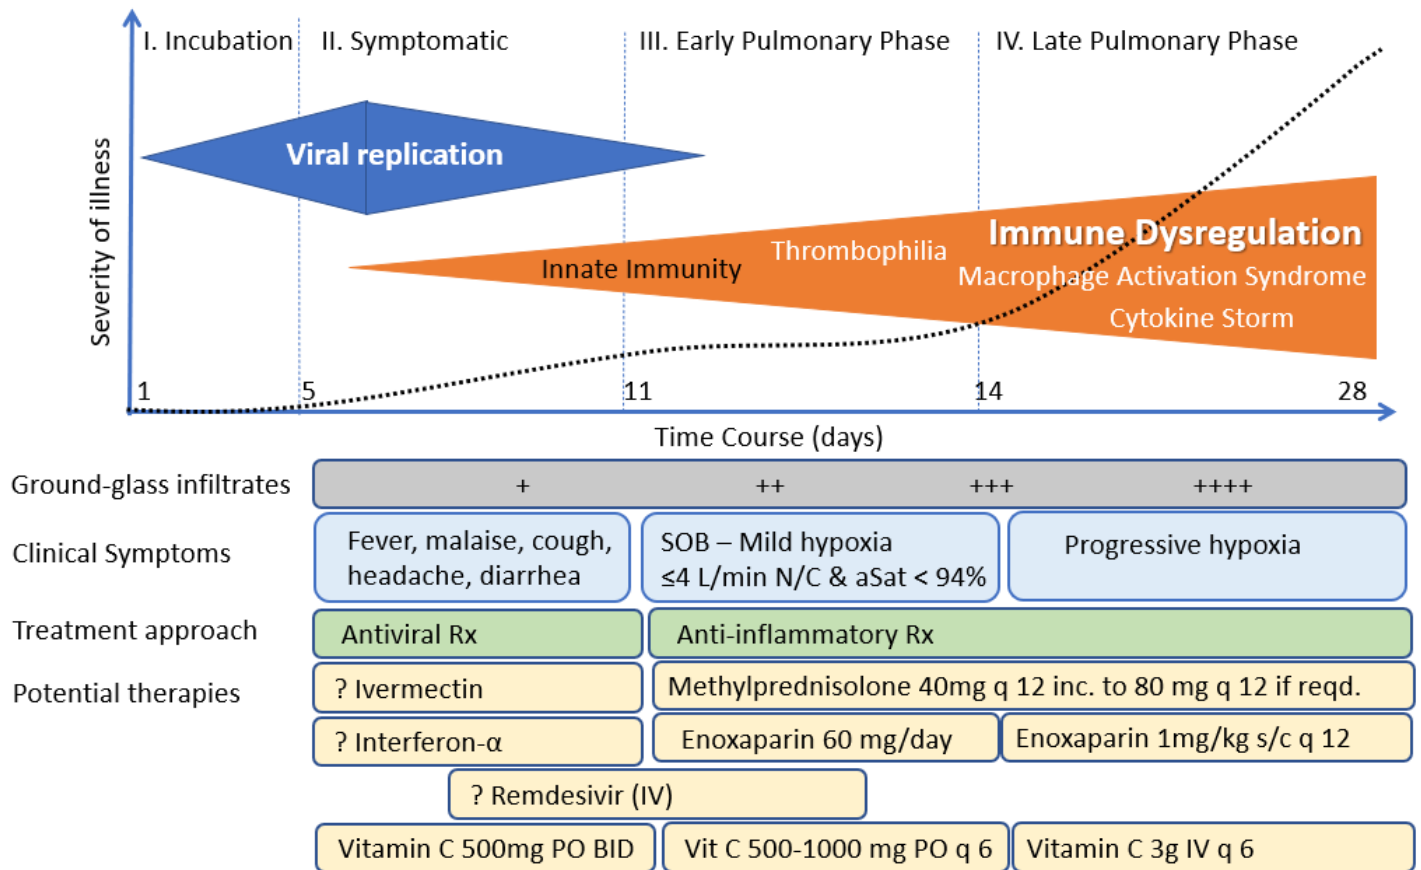 I. Incubation
II. Symptomatic
III. Early Pulmonary Phase
IV. Late Pulmonary Phase
Severity of illness
Viral replication
Innate Immunity
Thrombophilia
Immune Dysregulation
Macrophage Activation Syndrome
Cytokine Storm
1
5
11
14
28
Time Course (days)
Ground-glass infiltrates
+
++
+++
++++
Clinical Symptoms
Fever, malaise, cough,
headache, diarrhea
SOB – Mild hypoxia
≤4 L/min N/C & aSat < 94%
Progressive hypoxia
Treatment approach
Antiviral Rx
Anti-inflammatory Rx
Potential therapies
? Ivermectin
Methylprednisolone 40mg q 12 inc. to 80 mg q 12 if reqd.
? Interferon-α
Enoxaparin 60 mg/day
Enoxaparin 1mg/kg s/c q 12
? Remdesivir (IV)
Vitamin C 500mg PO BID
Vit C 500-1000 mg PO q 6
Vitamin C 3g IV q 6